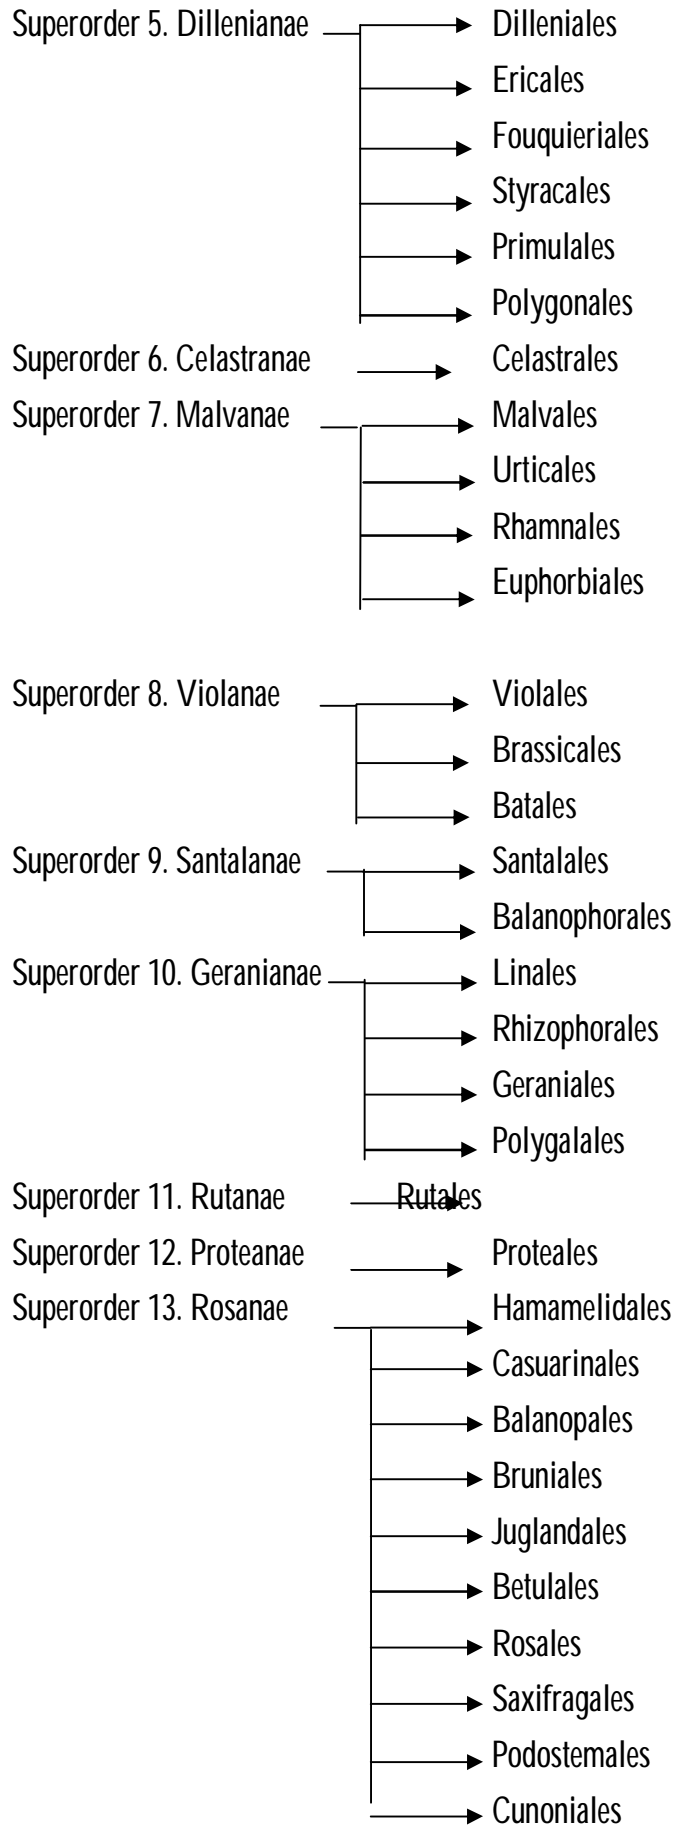 Superorder 5. Dillenianae Dilleniales
Ericales
Fouquieriales
Styracales
Primulales
Polygonales
Superorder 6. Celastranae Celastrales
Superorder 7. Malvanae Malvales
Urticales
Rhamnales
Euphorbiales
Superorder 8. Violanae Violales
Brassicales
Batales
Superorder 9. Santalanae Santalales
Balanophorales
Superorder 10. Geranianae Linales
Rhizophorales
Geraniales
Polygalales
Superorder 11. Rutanae Rutales
Superorder 12. Proteanae Proteales
Superorder 13. Rosanae Hamamelidales
Casuarinales
Balanopales
Bruniales
Juglandales
Betulales
Rosales
Saxifragales
Podostemales
Cunoniales